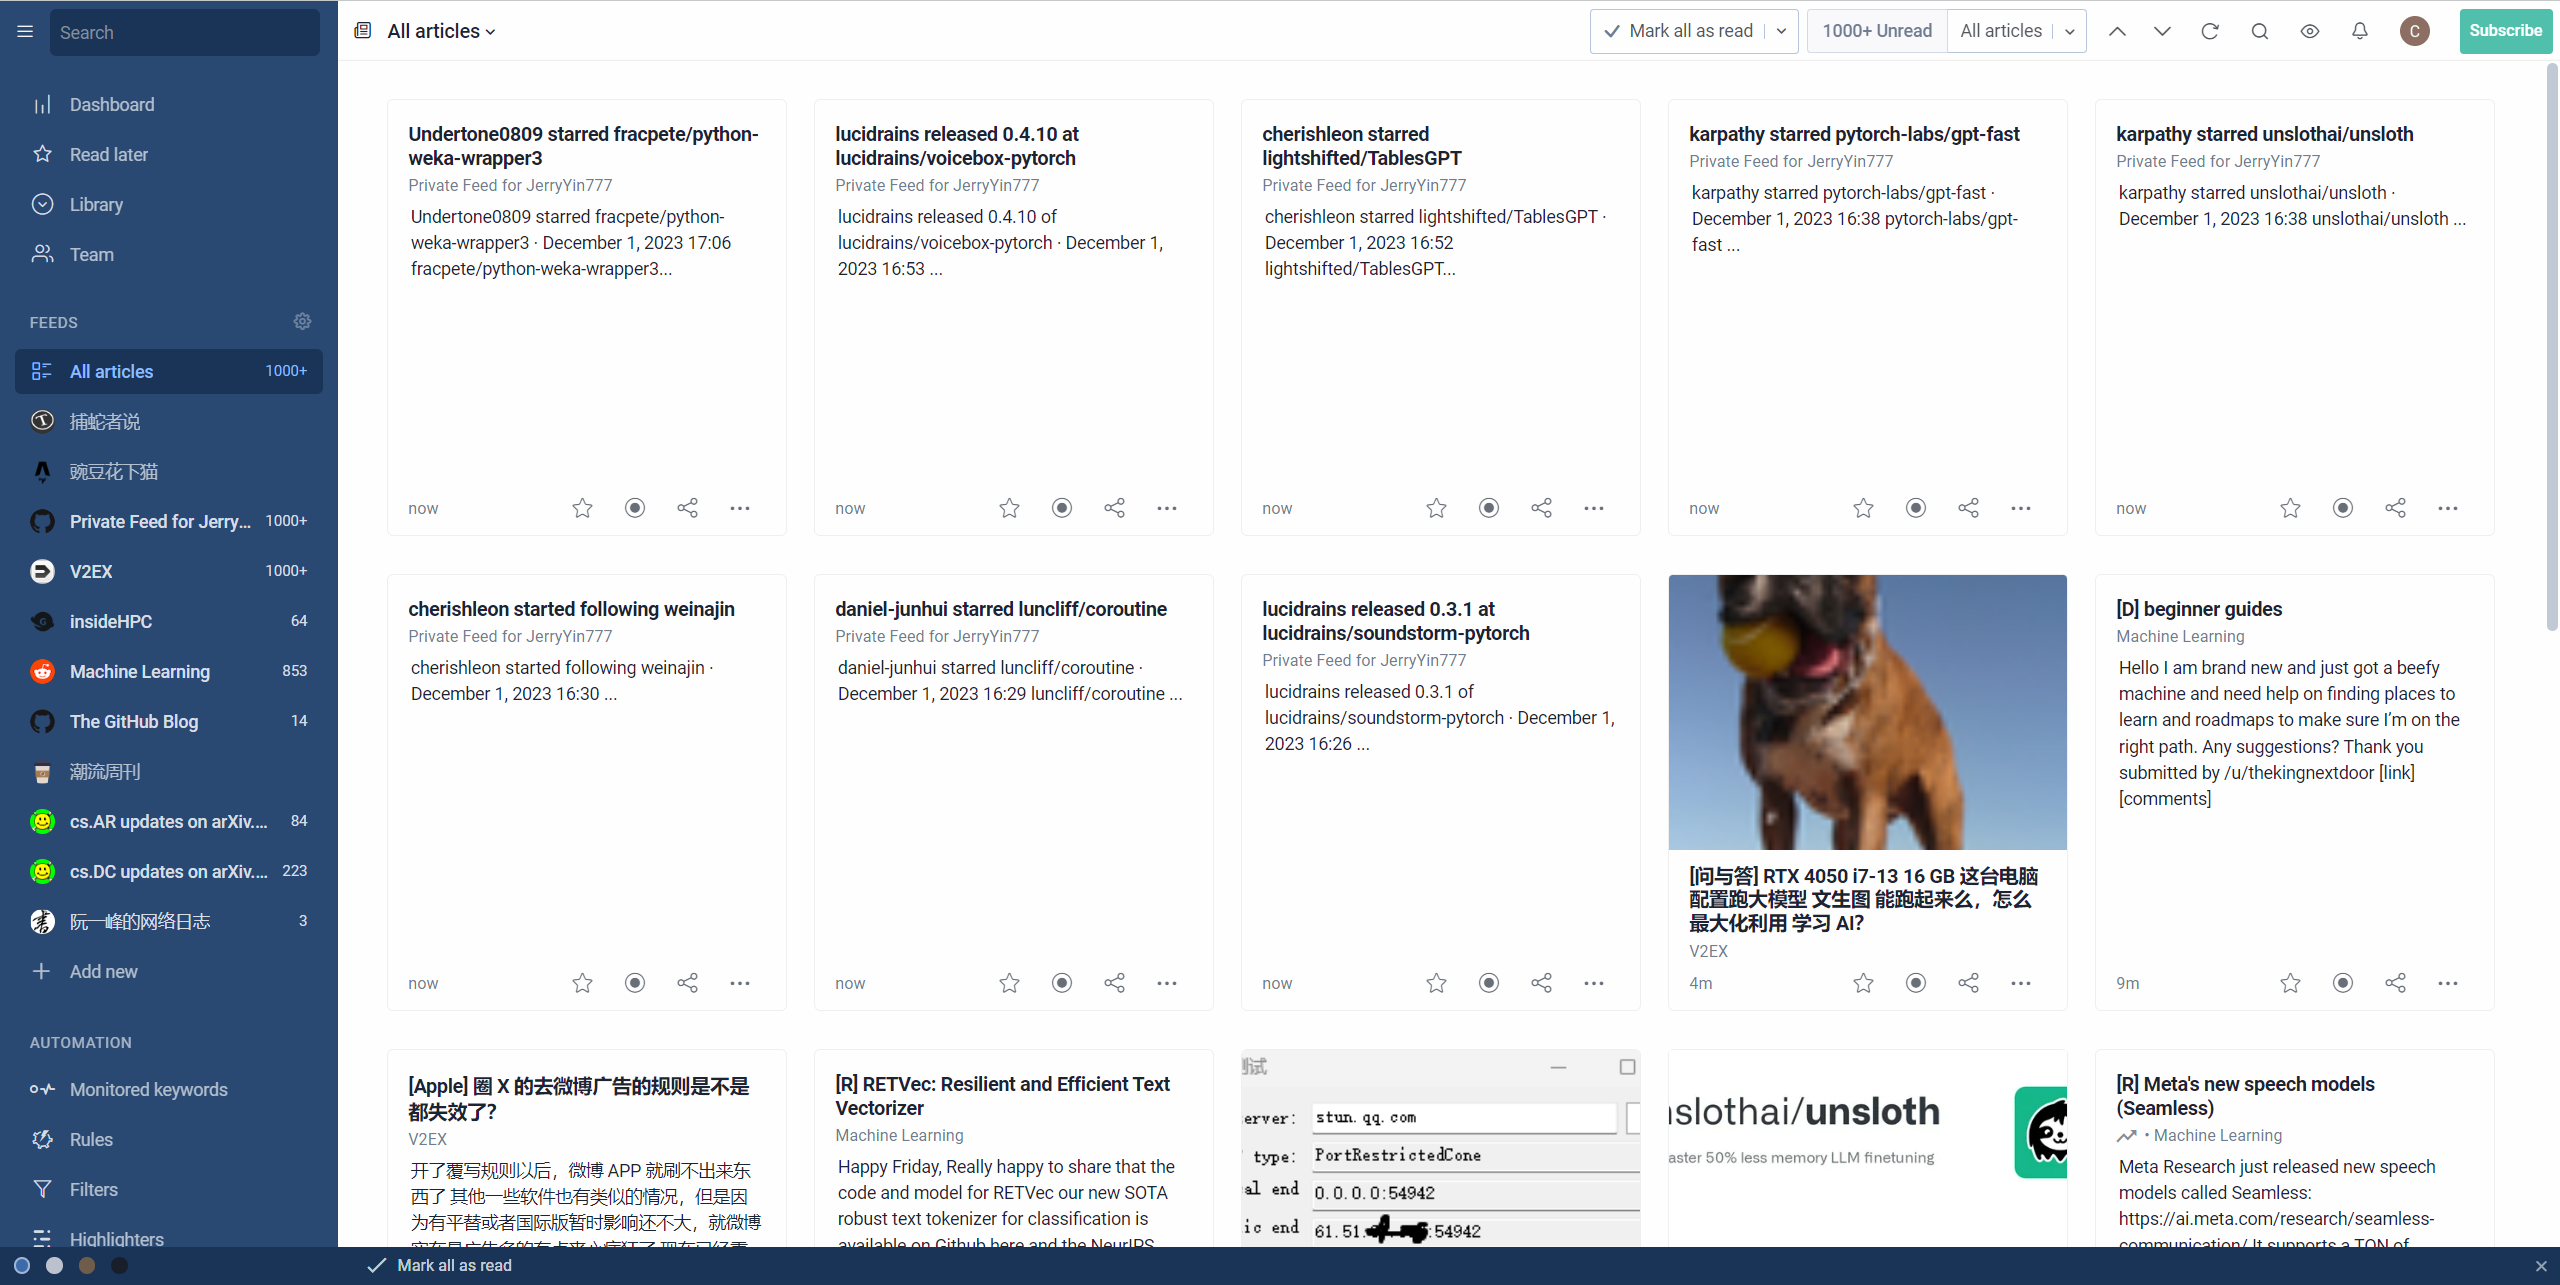 Search
Dashboard
Read later
Library
Team
FEEDS
All articles 1000+
捕蛇者说
豌豆花下猫
Private Feed for Jerry... 1000+
V2EX 1000+
insideHPC 64
Machine Learning 853
The GitHub Blog 14
潮流周刊
cs.AR updates on arXiv.... 84
cs.DC updates on arXiv.... 223
阮一峰的网络日志 3
Add new
AUTOMATION
Monitored keywords
Rules
Filters
Highlighters
All articles
Mark all as read
1000+ Unread
All articles
C
Subscribe
Undertone0809 starred fracpete/python-
weka-wrapper3
Private Feed for JerryYin777
Undertone0809 starred fracpete/python-
weka-wrapper3 · December 1, 2023 17:06
fracpete/python-weka-wrapper3...
now
lucidrains released 0.4.10 at
lucidrains/voicebox-pytorch
Private Feed for JerryYin777
lucidrains released 0.4.10 of
lucidrains/voicebox-pytorch · December 1,
2023 16:53 ...
now
cherishleon starred
lightshifted/TablesGPT
Private Feed for JerryYin777
cherishleon starred lightshifted/TablesGPT ·
December 1, 2023 16:52
lightshifted/TablesGPT...
now
karpathy starred pytorch-labs/gpt-fast
Private Feed for JerryYin777
karpathy starred pytorch-labs/gpt-fast ·
December 1, 2023 16:38 pytorch-labs/gpt-
fast ...
now
karpathy starred unslothai/unsloth
Private Feed for JerryYin777
karpathy starred unslothai/unsloth ·
December 1, 2023 16:38 unslothai/unsloth ...
now
cherishleon started following weinajin
Private Feed for JerryYin777
cherishleon started following weinajin ·
December 1, 2023 16:30 ...
now
daniel-junhui starred luncliff/coroutine
Private Feed for JerryYin777
daniel-junhui starred luncliff/coroutine ·
December 1, 2023 16:29 luncliff/coroutine ...
now
lucidrains released 0.3.1 at
lucidrains/soundstorm-pytorch
Private Feed for JerryYin777
lucidrains released 0.3.1 of
lucidrains/soundstorm-pytorch · December 1,
2023 16:26 ...
now
[问与答] RTX 4050 i7-13 16 GB 这台电脑
配置跑大模型 文生图 能跑起来么，怎么
最大化利用 学习 AI？
V2EX
4m
[D] beginner guides
Machine Learning
Hello I am brand new and just got a beefy
machine and need help on finding places to
learn and roadmaps to make sure I'm on the
right path. Any suggestions? Thank you
submitted by /u/thekingnextdoor [link]
[comments]
9m
[Apple] 圈 X 的去微博广告的规则是不是
都失效了？
V2EX
开了覆写规则以后，微博 APP 就刷不出来东
西了 其他一些软件也有类似的情况，但是因
为有平替或者国际版暂时影响还不大，就微博
[R] RETVec: Resilient and Efficient Text
Vectorizer
Machine Learning
Happy Friday, Really happy to share that the
code and model for RETVec our new SOTA
robust text tokenizer for classification is
available on Github here and the NeurIPS
测试
erver: stun.qq.com
type: PortRestrictedCone
al end 0.0.0.0:54942
ic end 61.51. :54942
slothai/unsloth
aster 50% less memory LLM finetuning
[R] Meta's new speech models
(Seamless)
• Machine Learning
Meta Research just released new speech
models called Seamless:
https://ai.meta.com/research/seamless-
communication/ It supports a TON of
Mark all as read